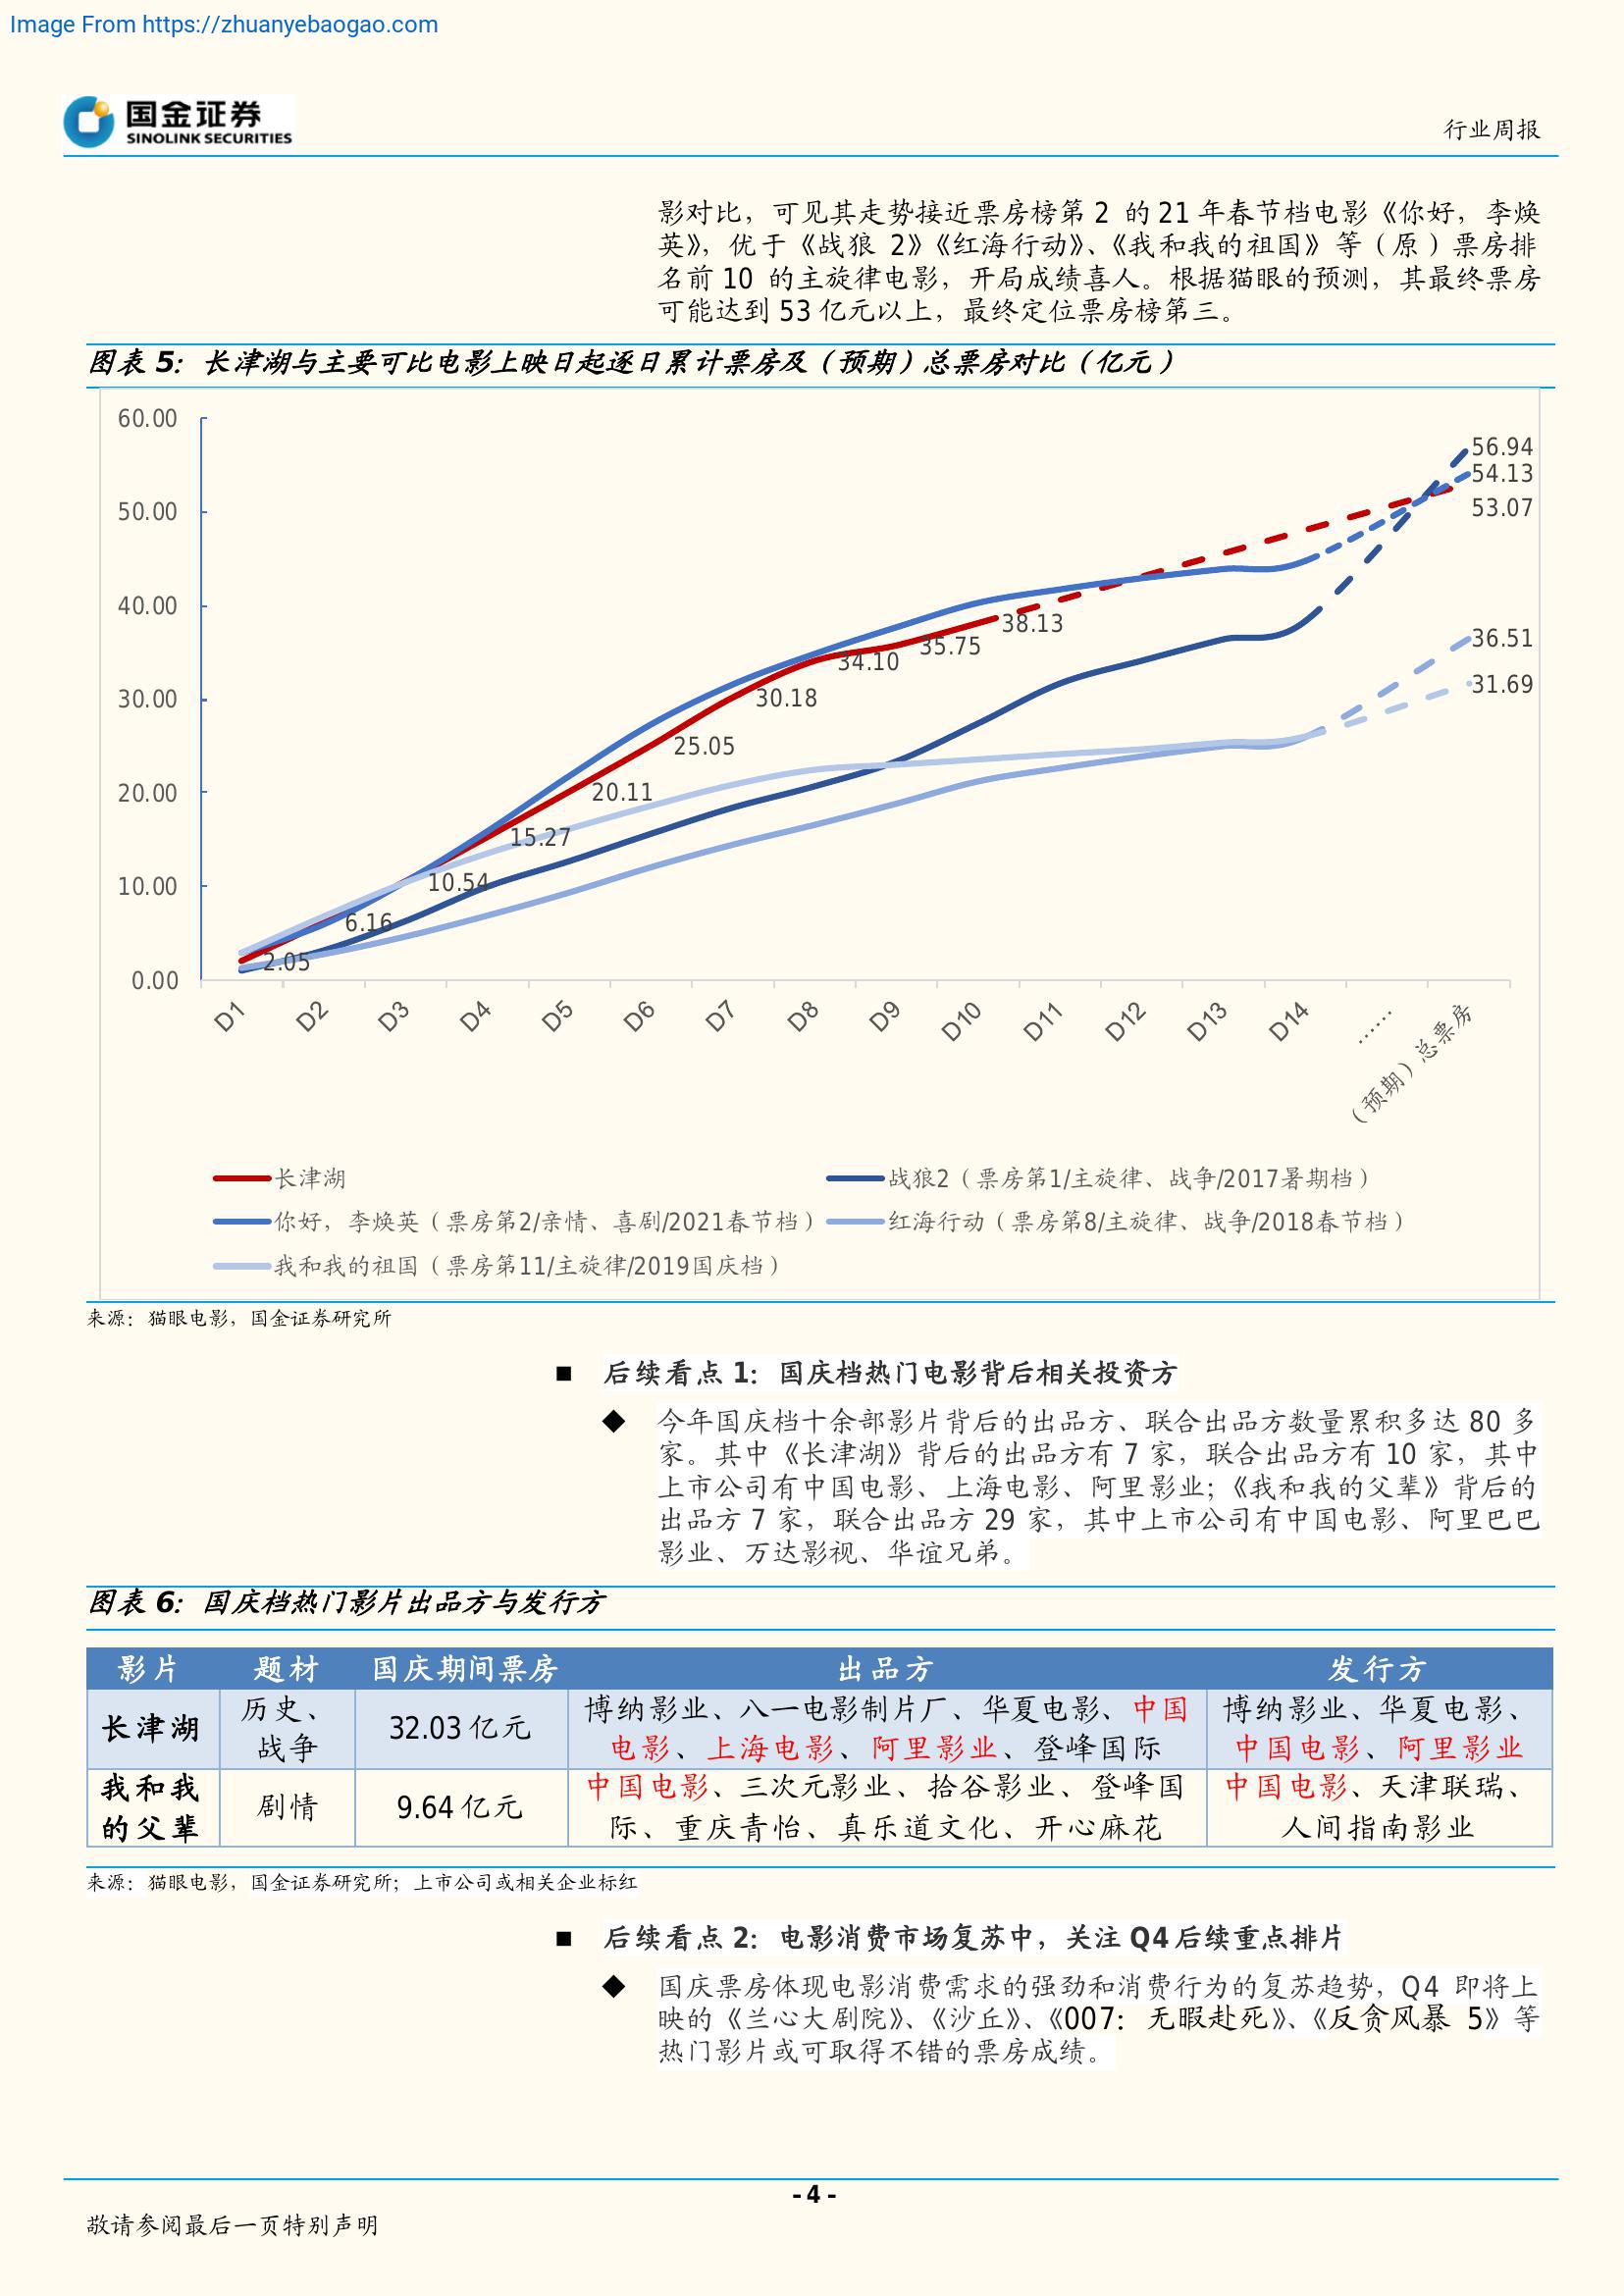 Image From https://zhuanyebaogao.com
国金证券
SINOLINK SECURITIES
行业周报
影对比，可见其走势接近票房榜第 2 的 21 年春节档电影《你好，李焕
英》，优于《战狼 2》《红海行动》、《我和我的祖国》等（原）票房排
名前 10 的主旋律电影，开局成绩喜人。根据猫眼的预测，其最终票房
可能达到 53 亿元以上，最终定位票房榜第三。
图表 5：长津湖与主要可比电影上映日起逐日累计票房及（预期）总票房对比（亿元）
60.00
50.00
40.00
30.00
20.00
10.00
0.00
2.05
6.16
10.54
15.27
20.11
25.05
30.18
34.10
35.75
38.13
56.94
54.13
53.07
36.51
31.69
D1
D2
D3
D4
D5
D6
D7
D8
D9
D10
D11
D12
D13
D14
……
（预期）总票房
长津湖
战狼2（票房第1/主旋律、战争/2017暑期档）
你好，李焕英（票房第2/亲情、喜剧/2021春节档）
红海行动（票房第8/主旋律、战争/2018春节档）
我和我的祖国（票房第11/主旋律/2019国庆档）
来源：猫眼电影，国金证券研究所
■ 后续看点 1：国庆档热门电影背后相关投资方
◆ 今年国庆档十余部影片背后的出品方、联合出品方数量累积多达 80 多
家。其中《长津湖》背后的出品方有 7 家，联合出品方有 10 家，其中
上市公司有中国电影、上海电影、阿里影业；《我和我的父辈》背后的
出品方 7 家，联合出品方 29 家，其中上市公司有中国电影、阿里巴巴
影业、万达影视、华谊兄弟。
图表 6：国庆档热门影片出品方与发行方
影片 题材 国庆期间票房 出品方 发行方
长津湖
历史、
战争
32.03 亿元
博纳影业、八一电影制片厂、华夏电影、中国
电影、上海电影、阿里影业、登峰国际
博纳影业、华夏电影、
中国电影、阿里影业
我和我
的父辈
剧情
9.64 亿元
中国电影、三次元影业、拾谷影业、登峰国
际、重庆青怡、真乐道文化、开心麻花
中国电影、天津联瑞、
人间指南影业
来源：猫眼电影，国金证券研究所；上市公司或相关企业标红
■ 后续看点 2：电影消费市场复苏中，关注 Q4 后续重点排片
◆ 国庆票房体现电影消费需求的强劲和消费行为的复苏趋势，Q4 即将上
映的《兰心大剧院》、《沙丘》、《007：无暇赴死》、《反贪风暴 5》等
热门影片或可取得不错的票房成绩。
- 4 -
敬请参阅最后一页特别声明